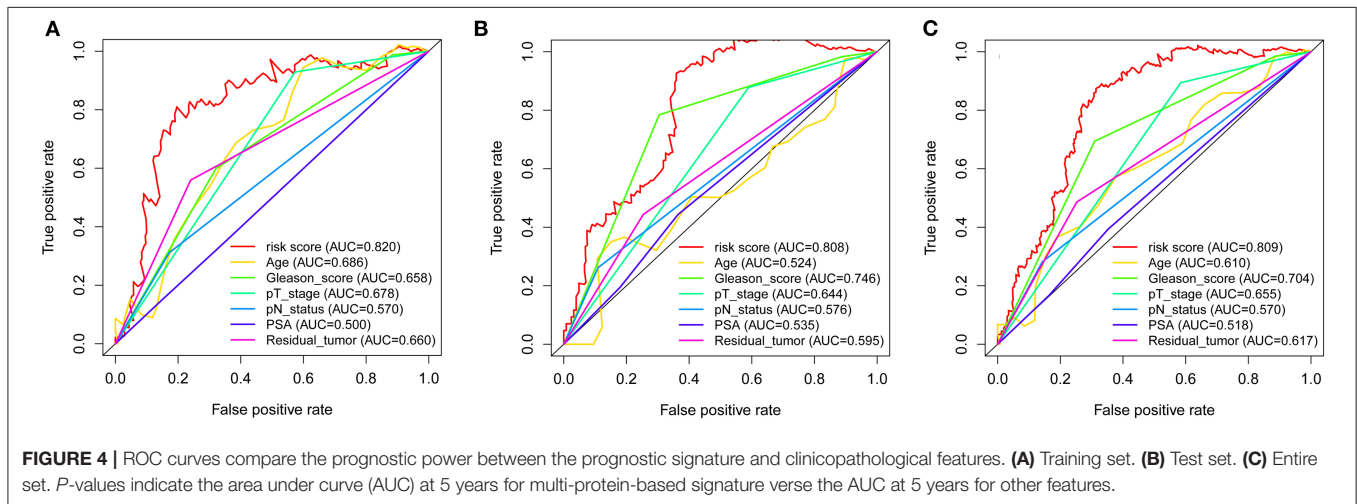 A
True positive rate
1.0
0.8
0.6
0.4
0.2
0.0
risk score (AUC=0.820)
Age (AUC=0.686)
Gleason_score (AUC=0.658)
pT_stage (AUC=0.678)
pN_status (AUC=0.570)
PSA (AUC=0.500)
Residual_tumor (AUC=0.660)
0.0 0.2 0.4 0.6 0.8 1.0
False positive rate
B
True positive rate
1.0
0.8
0.6
0.4
0.2
0.0
risk score (AUC=0.808)
Age (AUC=0.524)
Gleason_score (AUC=0.746)
pT_stage (AUC=0.644)
pN_status (AUC=0.576)
PSA (AUC=0.535)
Residual_tumor (AUC=0.595)
0.0 0.2 0.4 0.6 0.8 1.0
False positive rate
C
True positive rate
1.0
0.8
0.6
0.4
0.2
0.0
risk score (AUC=0.809)
Age (AUC=0.610)
Gleason_score (AUC=0.704)
pT_stage (AUC=0.655)
pN_status (AUC=0.570)
PSA (AUC=0.518)
Residual_tumor (AUC=0.617)
0.0 0.2 0.4 0.6 0.8 1.0
False positive rate
FIGURE 4 | ROC curves compare the prognostic power between the prognostic signature and clinicopathological features. (A) Training set. (B) Test set. (C) Entire
set. P-values indicate the area under curve (AUC) at 5 years for multi-protein-based signature verse the AUC at 5 years for other features.